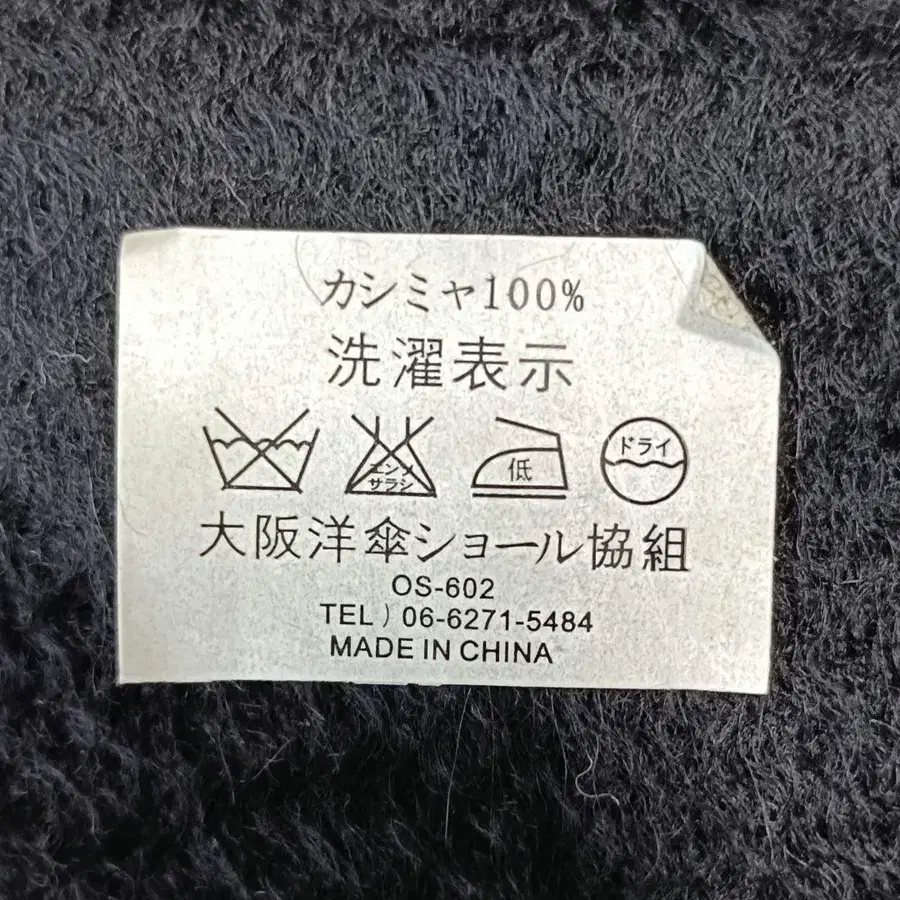 カシミヤ100%
洗濯表示
エンソ
サラシ
低
ドライ
大阪洋傘ショール協組
OS-602
TEL）06-6271-5484
MADE IN CHINA